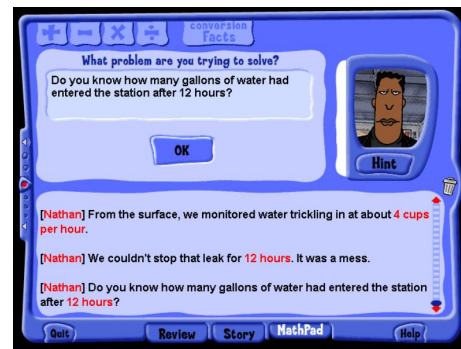 conversion
Facts
What problem are you trying to solve?
Do you know how many gallons of water had
entered the station after 12 hours?
OK
Hint
[Nathan] From the surface, we monitored water trickling in at about 4 cups
per hour.
[Nathan] We couldn't stop that leak for 12 hours. It was a mess.
[Nathan] Do you know how many gallons of water had entered the station
after 12 hours?
Quit Review Story MathPad Help